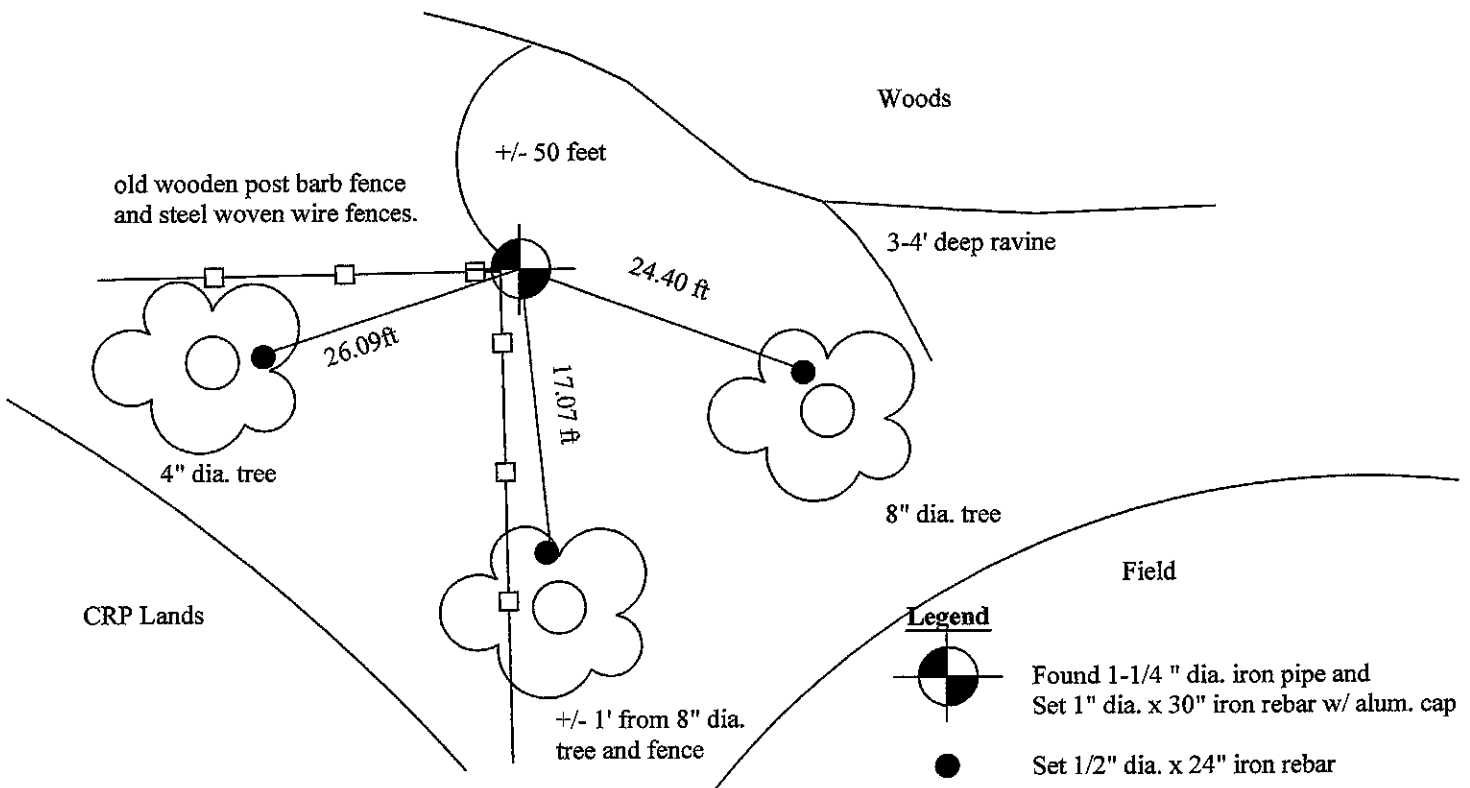 Woods
+/- 50 feet
old wooden post barb fence
and steel woven wire fences.
3-4' deep ravine
24.40 ft
26.09ft
17.07 ft
4" dia. tree
8" dia. tree
Field
CRP Lands
Legend
Found 1-1/4 " dia. iron pipe and
Set 1" dia. x 30" iron rebar w/ alum. cap
+/- 1' from 8" dia.
tree and fence
Set 1/2" dia. x 24" iron rebar